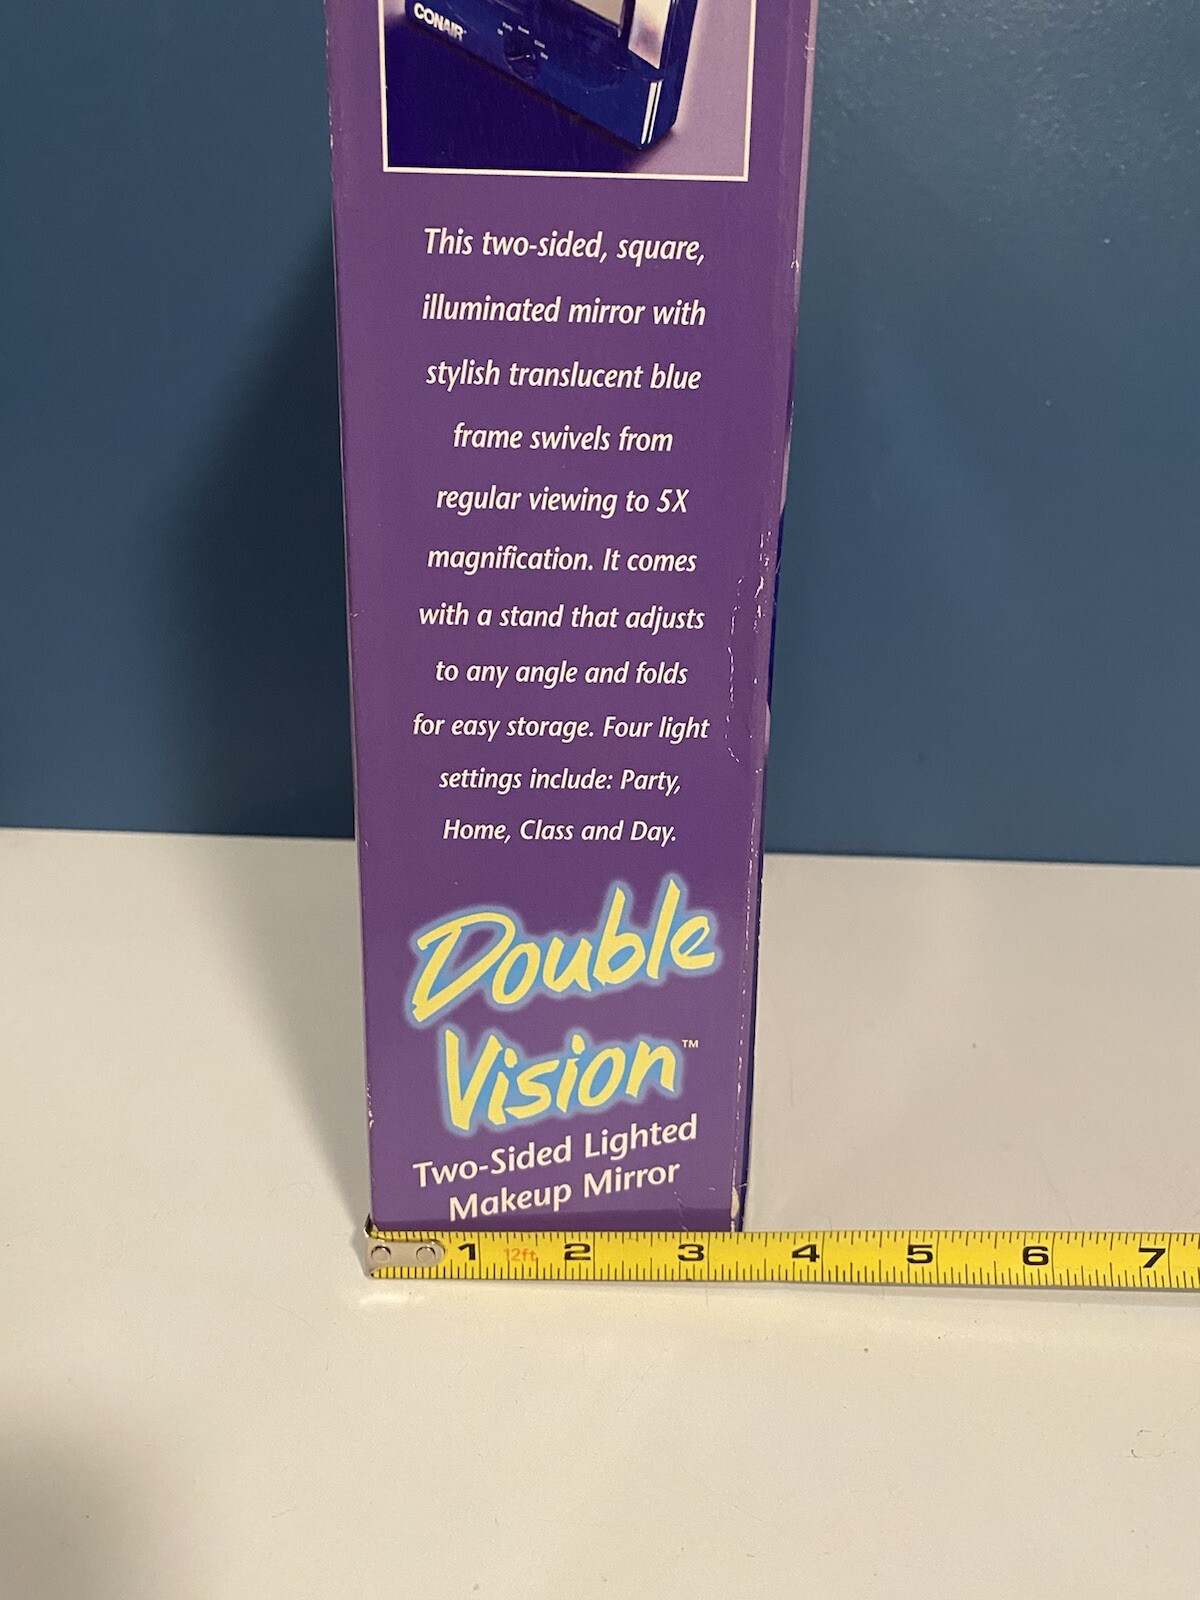 CONAIR
This two-sided, square,
illuminated mirror with
stylish translucent blue
frame swivels from
regular viewing to 5X
magnification. It comes
with a stand that adjusts
to any angle and folds
for easy storage. Four light
settings include: Party,
Home, Class and Day.
Double
Vision™
Two-Sided Lighted
Makeup Mirror
1 12ft 2 3 4 5 6 7